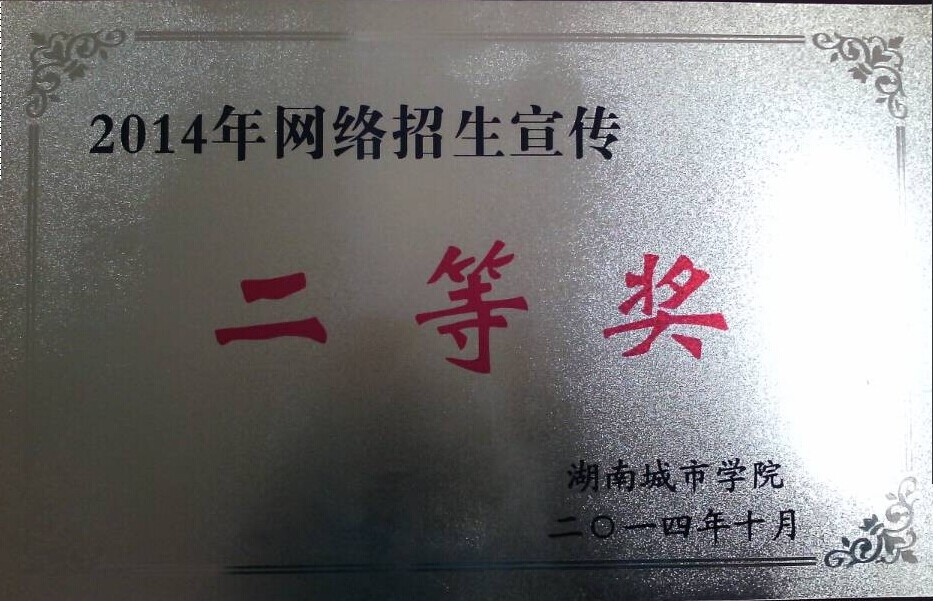 2014年网络招生宣传
二等奖
湖南城市学院
二〇一四年十月